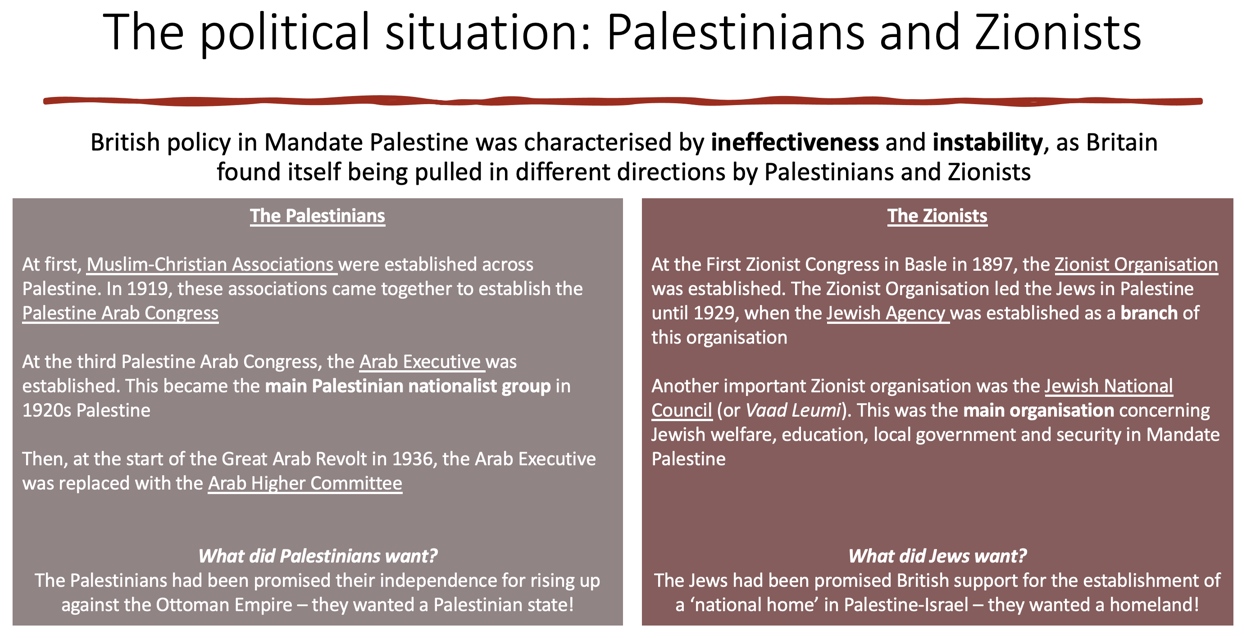 The political situation: Palestinians and Zionists
British policy in Mandate Palestine was characterised by ineffectiveness and instability, as Britain
found itself being pulled in different directions by Palestinians and Zionists
The Palestinians
At first, Muslim-Christian Associations were established across
Palestine. In 1919, these associations came together to establish the
Palestine Arab Congress
At the third Palestine Arab Congress, the Arab Executive was
established. This became the main Palestinian nationalist group in
1920s Palestine
Then, at the start of the Great Arab Revolt in 1936, the Arab Executive
was replaced with the Arab Higher Committee
What did Palestinians want?
The Palestinians had been promised their independence for rising up
against the Ottoman Empire – they wanted a Palestinian state!
The Zionists
At the First Zionist Congress in Basle in 1897, the Zionist Organisation
was established. The Zionist Organisation led the Jews in Palestine
until 1929, when the Jewish Agency was established as a branch of
this organisation
Another important Zionist organisation was the Jewish National
Council (or Vaad Leumi). This was the main organisation concerning
Jewish welfare, education, local government and security in Mandate
Palestine
What did Jews want?
The Jews had been promised British support for the establishment of
a ‘national home’ in Palestine-Israel – they wanted a homeland!